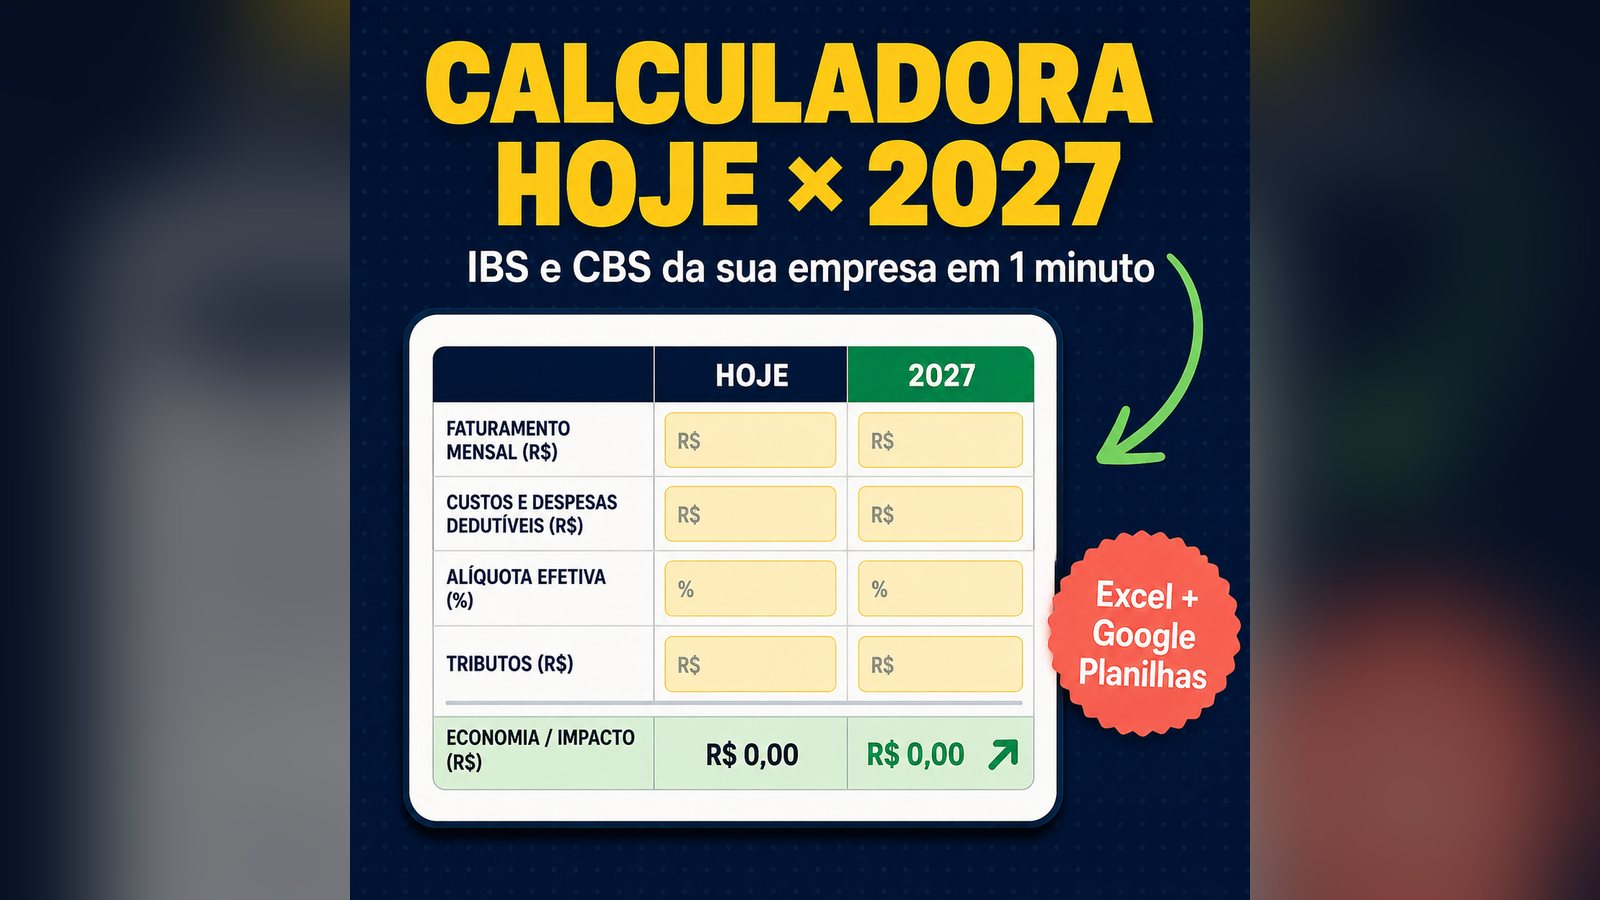 CALCULADORA
HOJE × 2027
IBS e CBS da sua empresa em 1 minuto
HOJE
2027
FATURAMENTO
MENSAL (R$)
R$
R$
CUSTOS E DESPESAS
DEDUTÍVEIS (R$)
R$
R$
ALÍQUOTA EFETIVA
(%)
%
%
TRIBUTOS (R$)
R$
R$
ECONOMIA / IMPACTO
(R$)
R$ 0,00
R$ 0,00
Excel +
Google
Planilhas